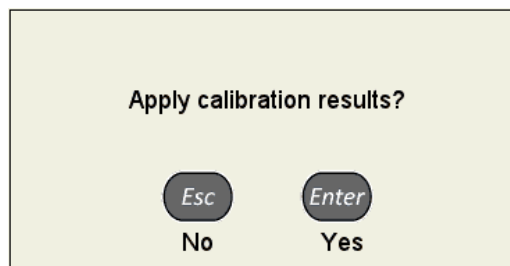 Apply calibration results?
Esc Enter
No Yes